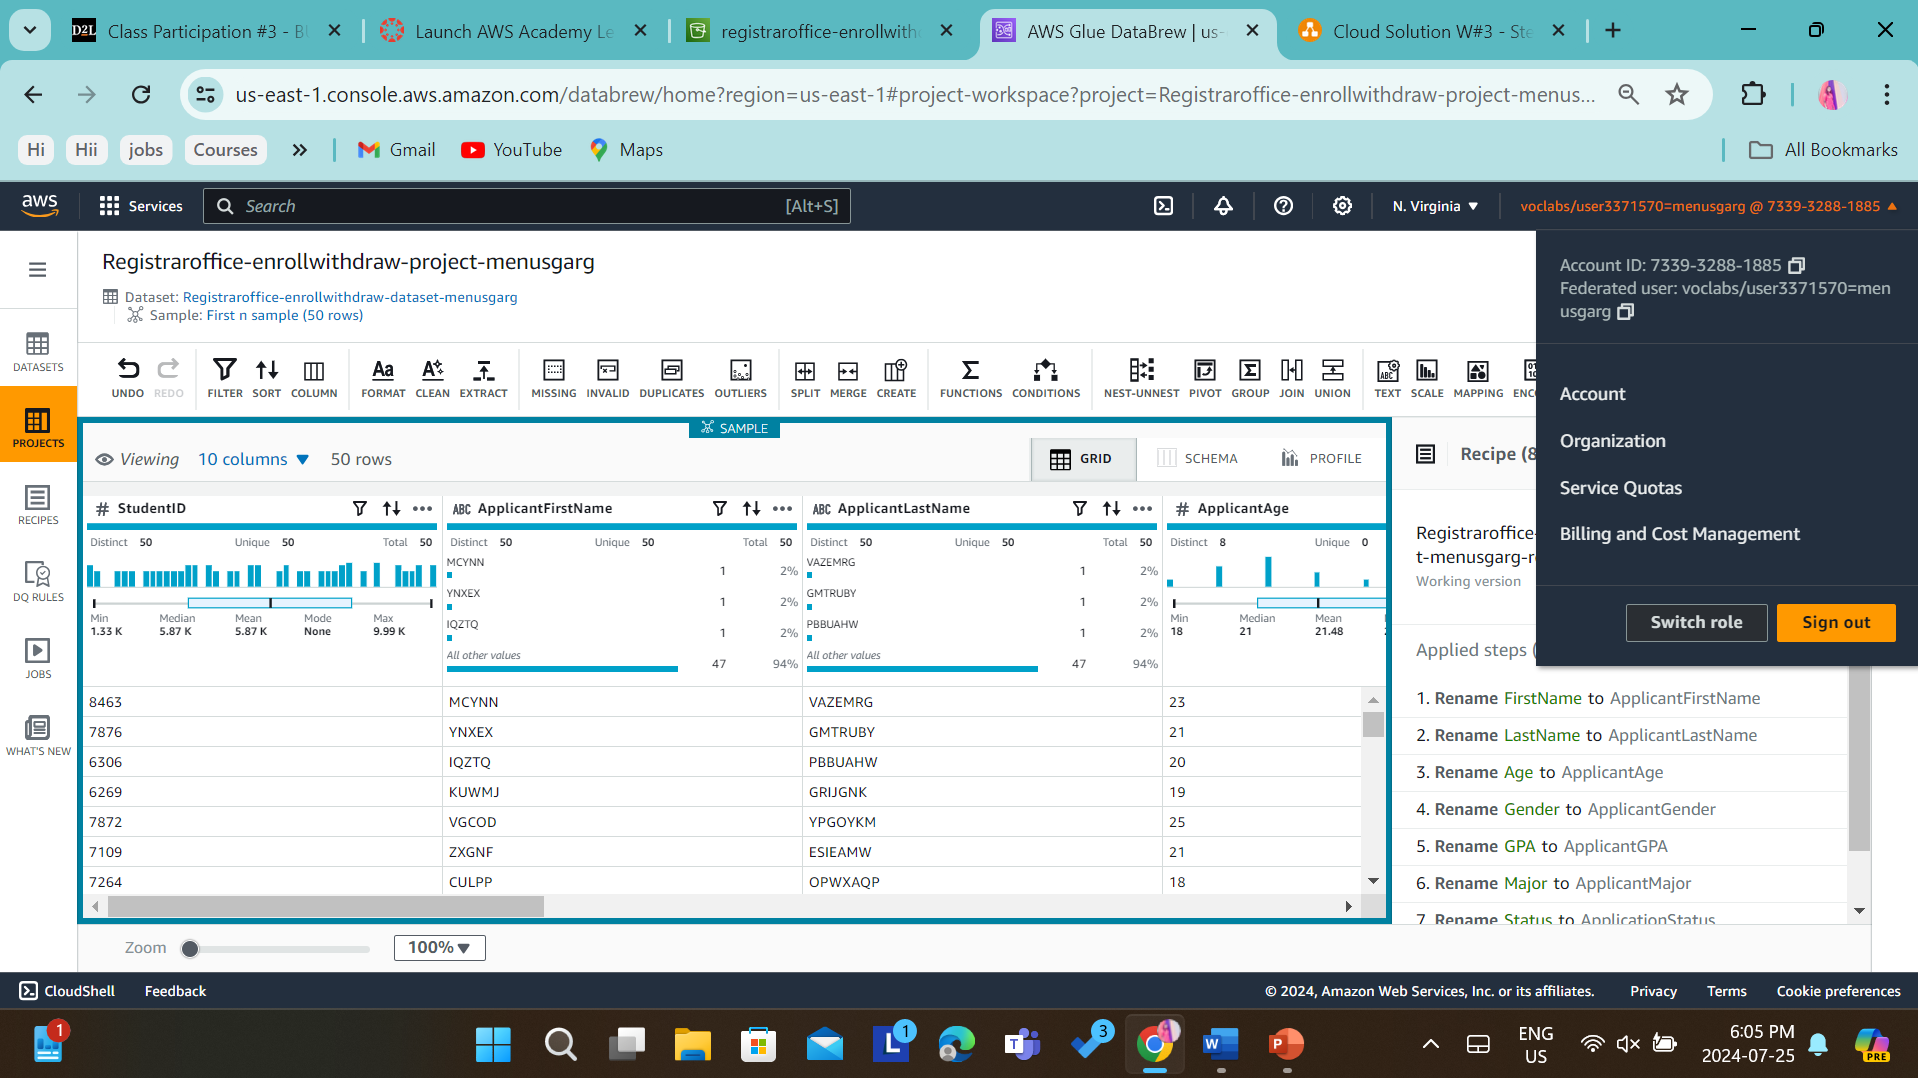 D2L Class Participation #3 - Bl
Launch AWS Academy Le
registraroffice-enrollwithd
AWS Glue DataBrew | us-
Cloud Solution W#3 - Ste
us-east-1.console.aws.amazon.com/databrew/home?region=us-east-1#project-workspace?project=Registraroffice-enrollwithdraw-project-menus...
Hi Hii jobs Courses » Gmail YouTube Maps All Bookmarks
aws Services Search [Alt+S] N. Virginia voclabs/user3371570=menusgarg @ 7339-3288-1885
Account ID: 7339-3288-1885
Federated user: voclabs/user3371570=men
usgarg
Account
Organization
Service Quotas
Billing and Cost Management
Switch role Sign out
DATASETS
PROJECTS
RECIPES
DQ RULES
JOBS
WHAT'S NEW
Registraroffice-enrollwithdraw-project-menusgarg
Dataset: Registraroffice-enrollwithdraw-dataset-menusgarg
Sample: First n sample (50 rows)
UNDO REDO FILTER SORT COLUMN FORMAT CLEAN EXTRACT MISSING INVALID DUPLICATES OUTLIERS SPLIT MERGE CREATE FUNCTIONS CONDITIONS NEST-UNNEST PIVOT GROUP JOIN UNION TEXT SCALE MAPPING ENCO
SAMPLE
Viewing 10 columns 50 rows GRID SCHEMA PROFILE
# StudentID ABC ApplicantFirstName ABC ApplicantLastName # ApplicantAge
Distinct 50 Unique 50 Total 50 Distinct 50 Unique 50 Total 50 Distinct 50 Unique 50 Total 50 Distinct 8 Unique 0
MCYNN 1 2% VAZEMRG 1 2%
YNXEX 1 2% GMTRUBY 1 2%
IQZTQ 1 2% PBBUAHW 1 2%
All other values 47 94% All other values 47 94%
Min Median Mean Mode Max Min Median Mean
1.33 K 5.87 K 5.87 K None 9.99 K 18 21 21.48
8463 MCYNN VAZEMRG 23
7876 YNXEX GMTRUBY 21
6306 IQZTQ PBBUAHW 20
6269 KUWMJ GRIJGNK 19
7872 VGCOD YPGOYKM 25
7109 ZXGNF ESIEAMW 21
7264 CULPP OPWXAQP 18
Zoom 100%
Recipe (8
Registraroffice-
t-menusgarg-r
Working version
Applied steps (
1. Rename FirstName to ApplicantFirstName
2. Rename LastName to ApplicantLastName
3. Rename Age to ApplicantAge
4. Rename Gender to ApplicantGender
5. Rename GPA to ApplicantGPA
6. Rename Major to ApplicantMajor
7. Rename Status to ApplicationStatus
CloudShell Feedback © 2024, Amazon Web Services, Inc. or its affiliates. Privacy Terms Cookie preferences
1 1 3 ENG
US
6:05 PM
2024-07-25
PRE